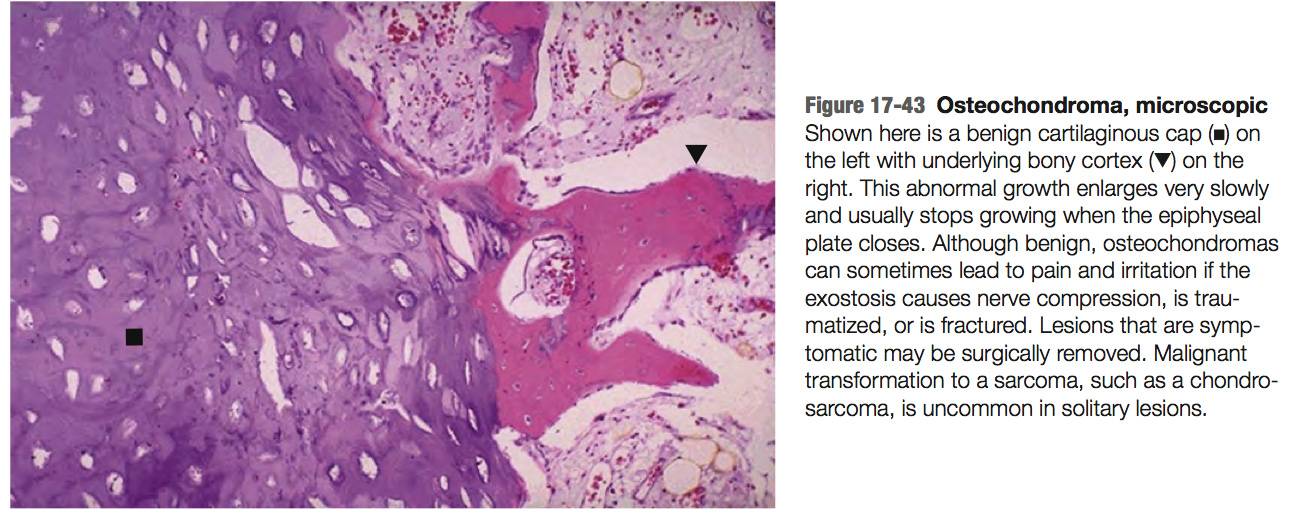 Figure 17-43 Osteochondroma, microscopic
Shown here is a benign cartilaginous cap (■) on
the left with underlying bony cortex (▼) on the
right. This abnormal growth enlarges very slowly
and usually stops growing when the epiphyseal
plate closes. Although benign, osteochondromas
can sometimes lead to pain and irritation if the
exostosis causes nerve compression, is trau-
matized, or is fractured. Lesions that are symp-
tomatic may be surgically removed. Malignant
transformation to a sarcoma, such as a chondro-
sarcoma, is uncommon in solitary lesions.